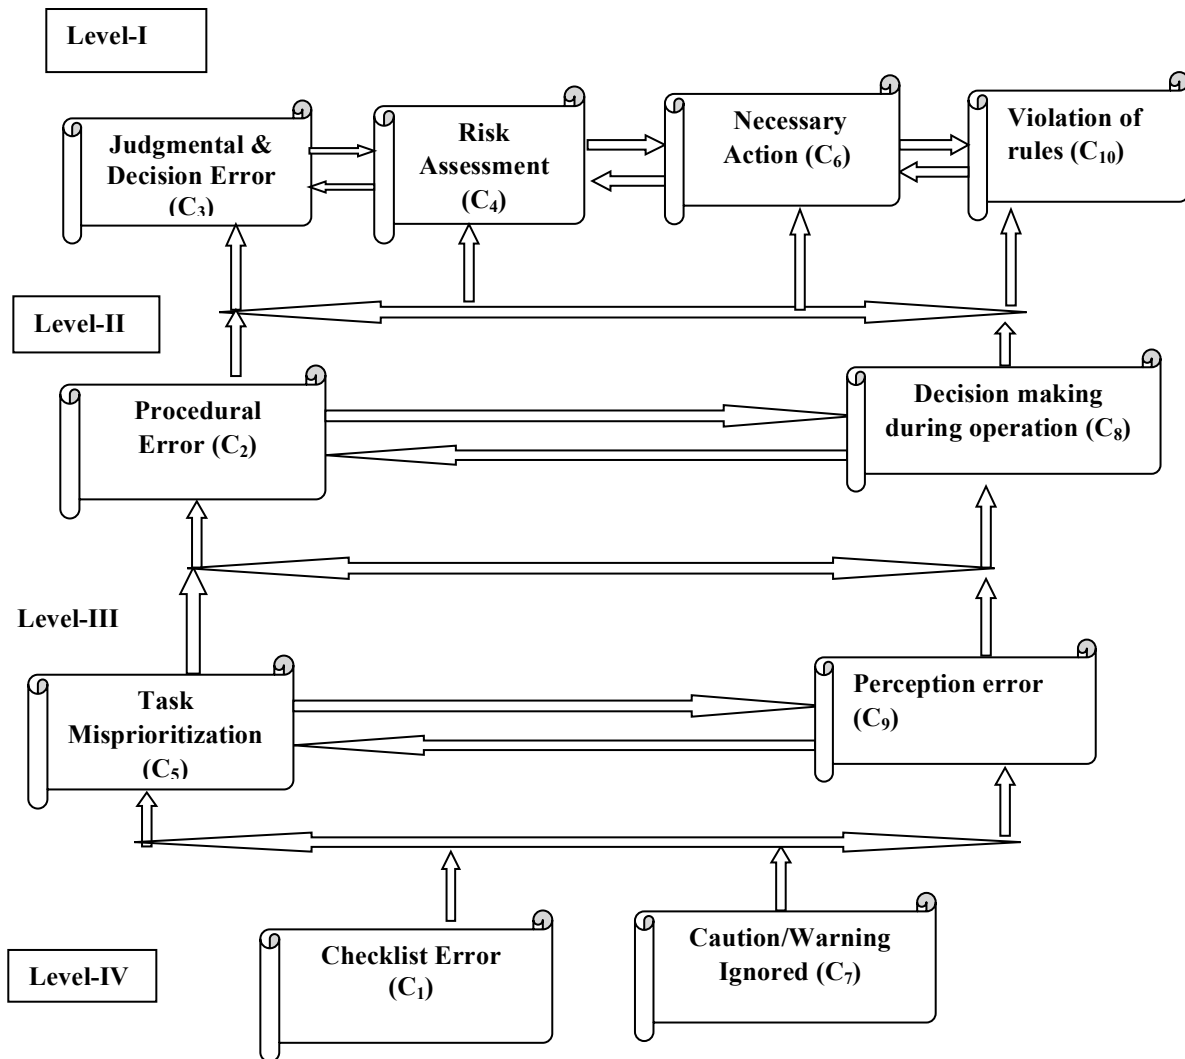 Level-I
Judgmental &
Decision Error
(C₃)
Risk
Assessment
(C₄)
Necessary
Action (C₆)
Violation of
rules (C₁₀)
Level-II
Procedural
Error (C₂)
Decision making
during operation (C₈)
Level-III
Task
Misprioritization
(C₅)
Perception error
(C₉)
Level-IV
Checklist Error
(C₁)
Caution/Warning
Ignored (C₇)